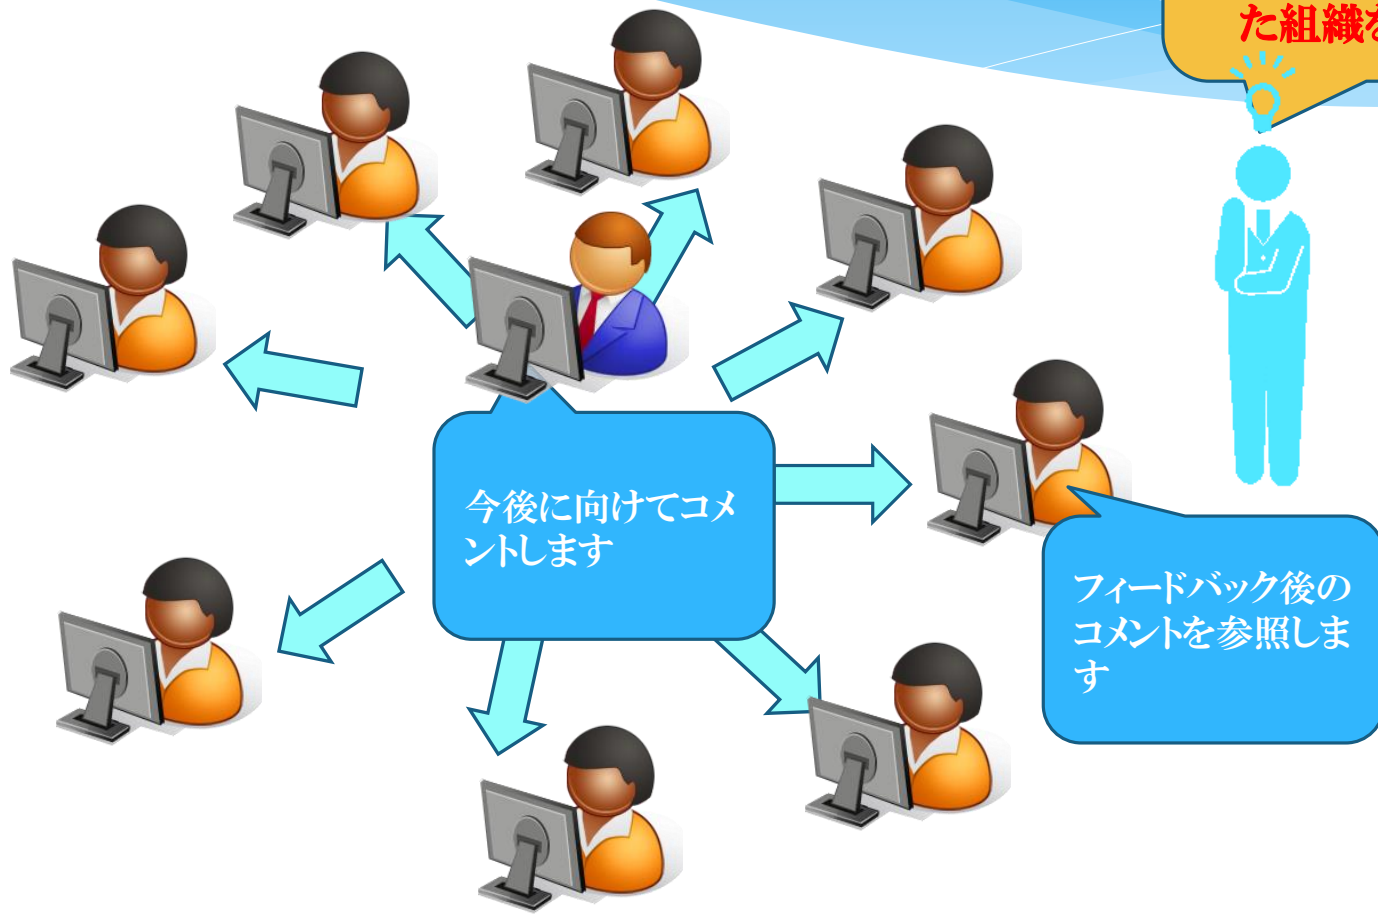 た組織を
今後に向けてコメ
ントします
フィードバック後の
コメントを参照しま
す